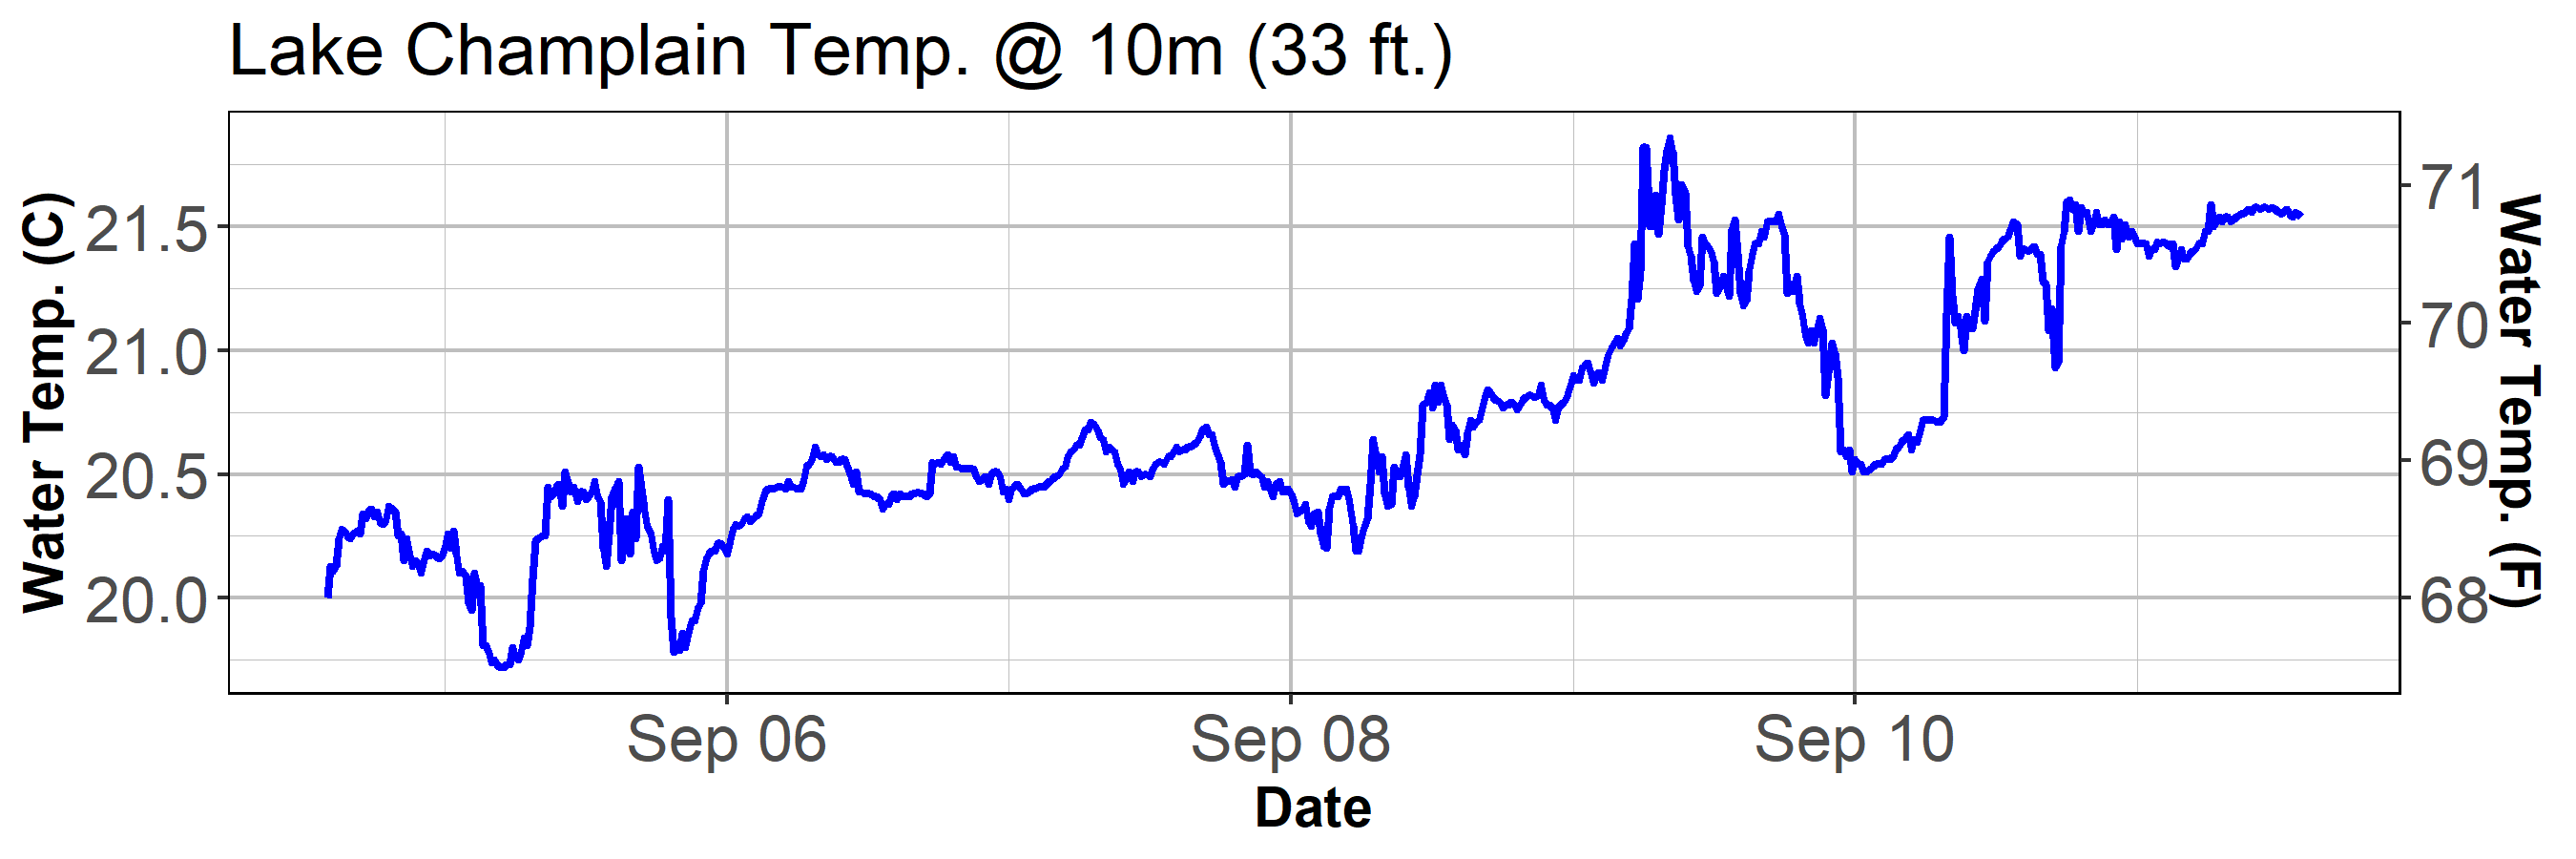 Lake Champlain Temp. @ 10m (33 ft.)
Water Temp. (C)
21.5
21.0
20.5
20.0
71
70
69
68
Water Temp. (F)
Sep 06
Sep 08
Sep 10
Date